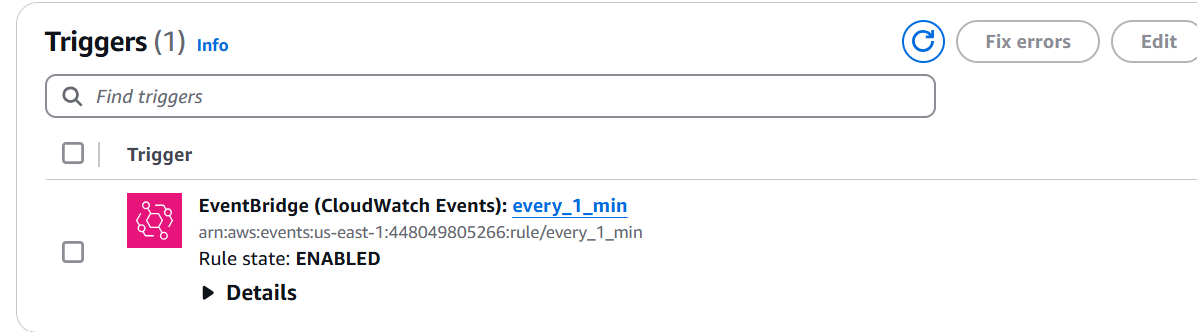 Triggers (1) Info
Fix errors
Edit
Find triggers
Trigger
EventBridge (CloudWatch Events): every_1_min
arn:aws:events:us-east-1:448049805266:rule/every_1_min
Rule state: ENABLED
Details